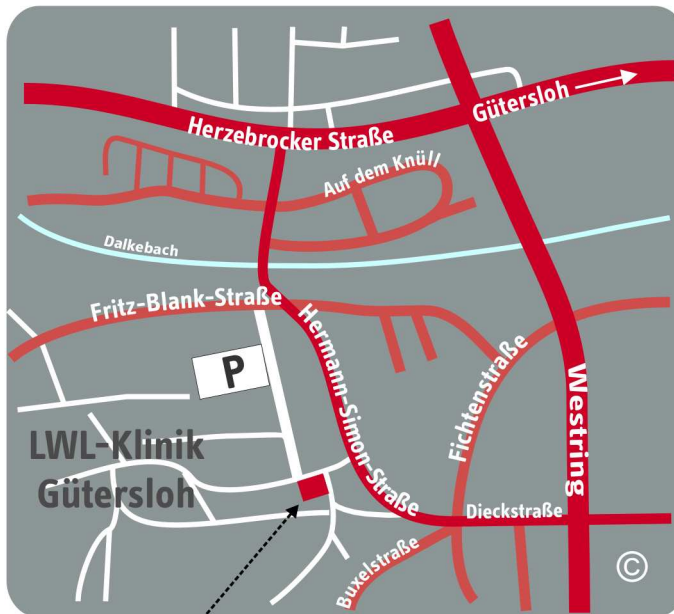 Gütersloh
Herzebrocker Straße
Auf dem Knüll
Dalkebach
Fritz-Blank-Straße
Hermann-Simon-Straße
P
Fichtenstraße
Westring
LWL-Klinik
Gütersloh
Dieckstraße
Buxelstraße
©